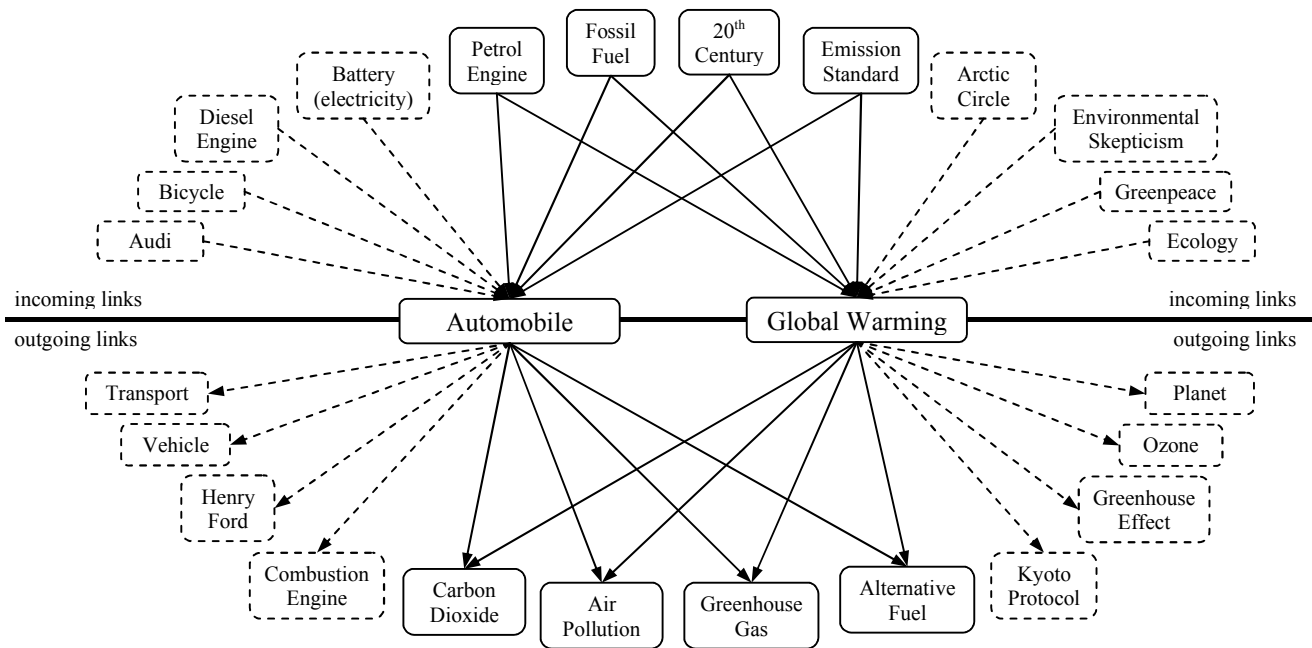 Petrol
Engine
Fossil
Fuel
20th
Century
Emission
Standard
Battery
(electricity)
Arctic
Circle
Diesel
Engine
Environmental
Skepticism
Bicycle
Greenpeace
Audi
Ecology
incoming links
incoming links
Automobile
Global Warming
outgoing links
outgoing links
Transport
Planet
Vehicle
Ozone
Henry
Ford
Greenhouse
Effect
Combustion
Engine
Carbon
Dioxide
Air
Pollution
Greenhouse
Gas
Alternative
Fuel
Kyoto
Protocol